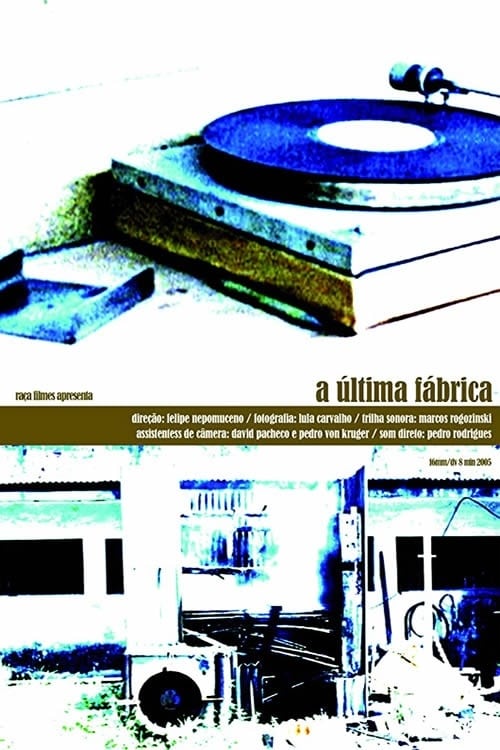 a última fábrica
raça filmes apresenta
direção: felipe nepomuceno / fotografia: lula carvalho / trilha sonora: marcos rogozinski
assistentess de câmera: david pacheco e pedro von kruger / som direto: pedro rodrigues
16mm/dv 8 min 2005